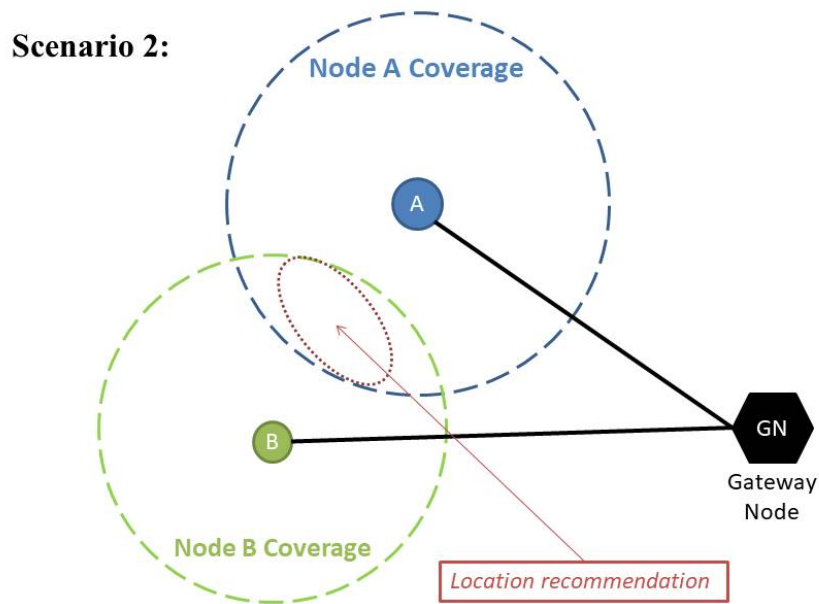 Scenario 2:
Node A Coverage
A
B
GN
Gateway
Node
Node B Coverage
Location recommendation